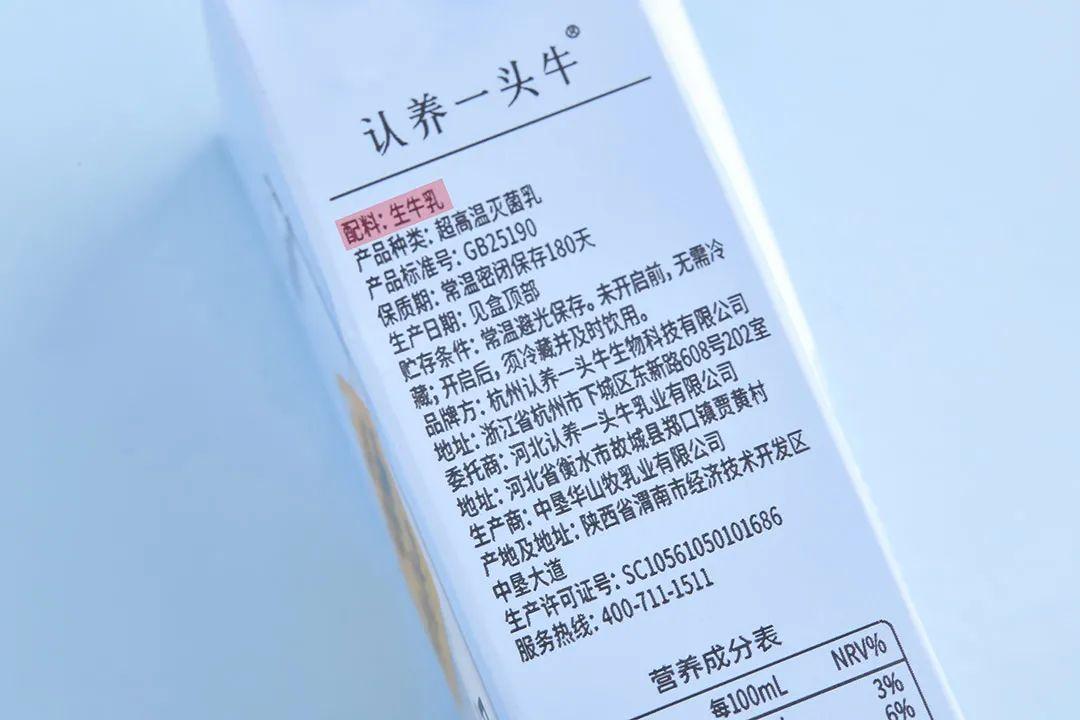 认养一头牛®
配料：生牛乳
产品种类：超高温灭菌乳
产品标准号：GB25190
保质期：常温密闭保存180天
生产日期：见盒顶部
贮存条件：常温避光保存。未开启前，无需冷
藏；开启后，须冷藏并及时饮用。
品牌方：杭州认养一头牛生物科技有限公司
地址：浙江省杭州市下城区东新路608号202室
委托商：河北认养一头牛乳业有限公司
地址：河北省衡水市故城县郑口镇贾黄村
生产商：中垦华山牧乳业有限公司
产地及地址：陕西省渭南市经济技术开发区
中垦大道
生产许可证号：SC10561050101686
服务热线：400-711-1511
营养成分表
每100mL NRV%
3%
6%